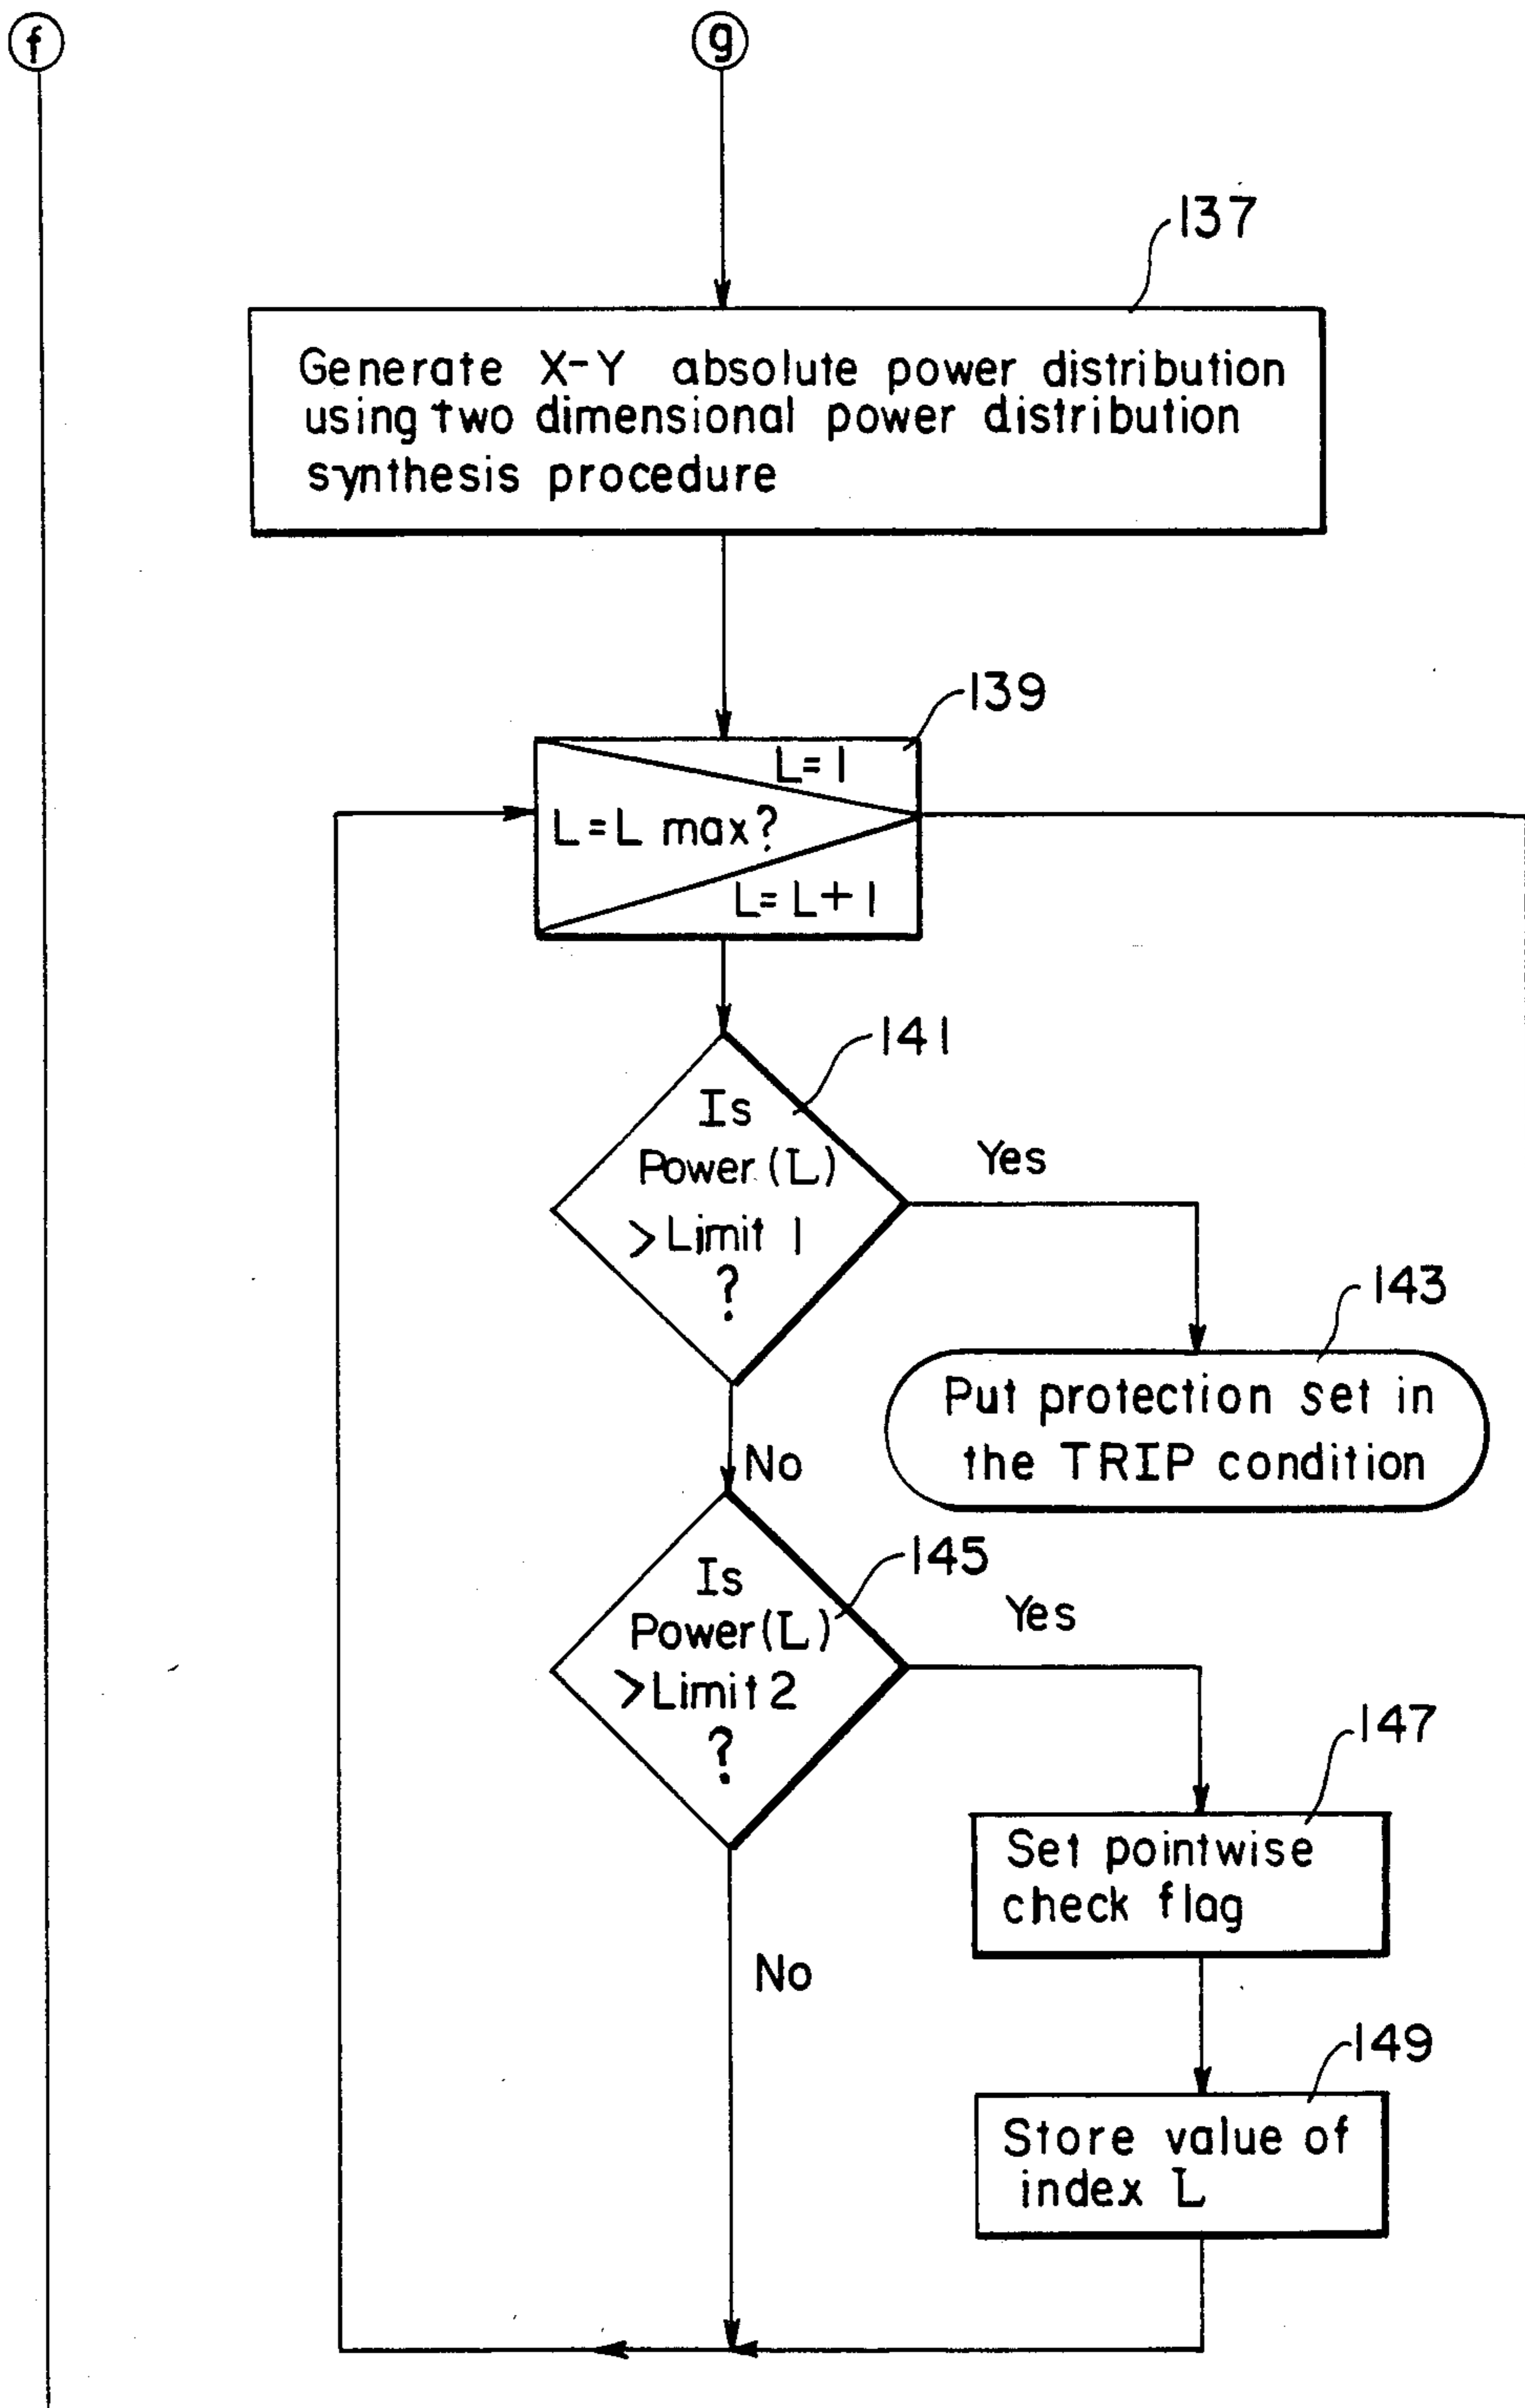 f
g
137
Generate X-Y absolute power distribution
using two dimensional power distribution
synthesis procedure
139
L=1
L=L max?
L=L+1
141
Is
Power(L)
>Limit 1
?
Yes
143
Put protection set in
the TRIP condition
No
145
Is
Power(L)
>Limit 2
?
Yes
147
Set pointwise
check flag
No
149
Store value of
index L